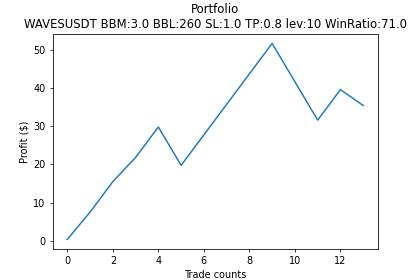 Portfolio
WAVESUSDT BBM:3.0 BBL:260 SL:1.0 TP:0.8 lev:10 WinRatio:71.0
50
40
30
20
10
0
Profit ($)
0 2 4 6 8 10 12
Trade counts